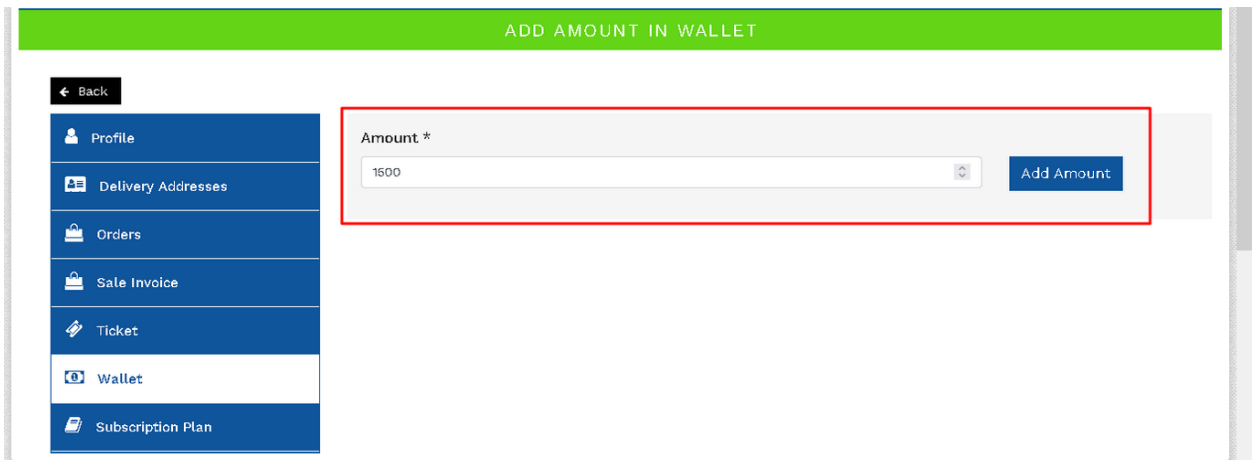 ADD AMOUNT IN WALLET
Back
Profile
Delivery Addresses
Orders
Sale Invoice
Ticket
Wallet
Subscription Plan
Amount *
1500
Add Amount